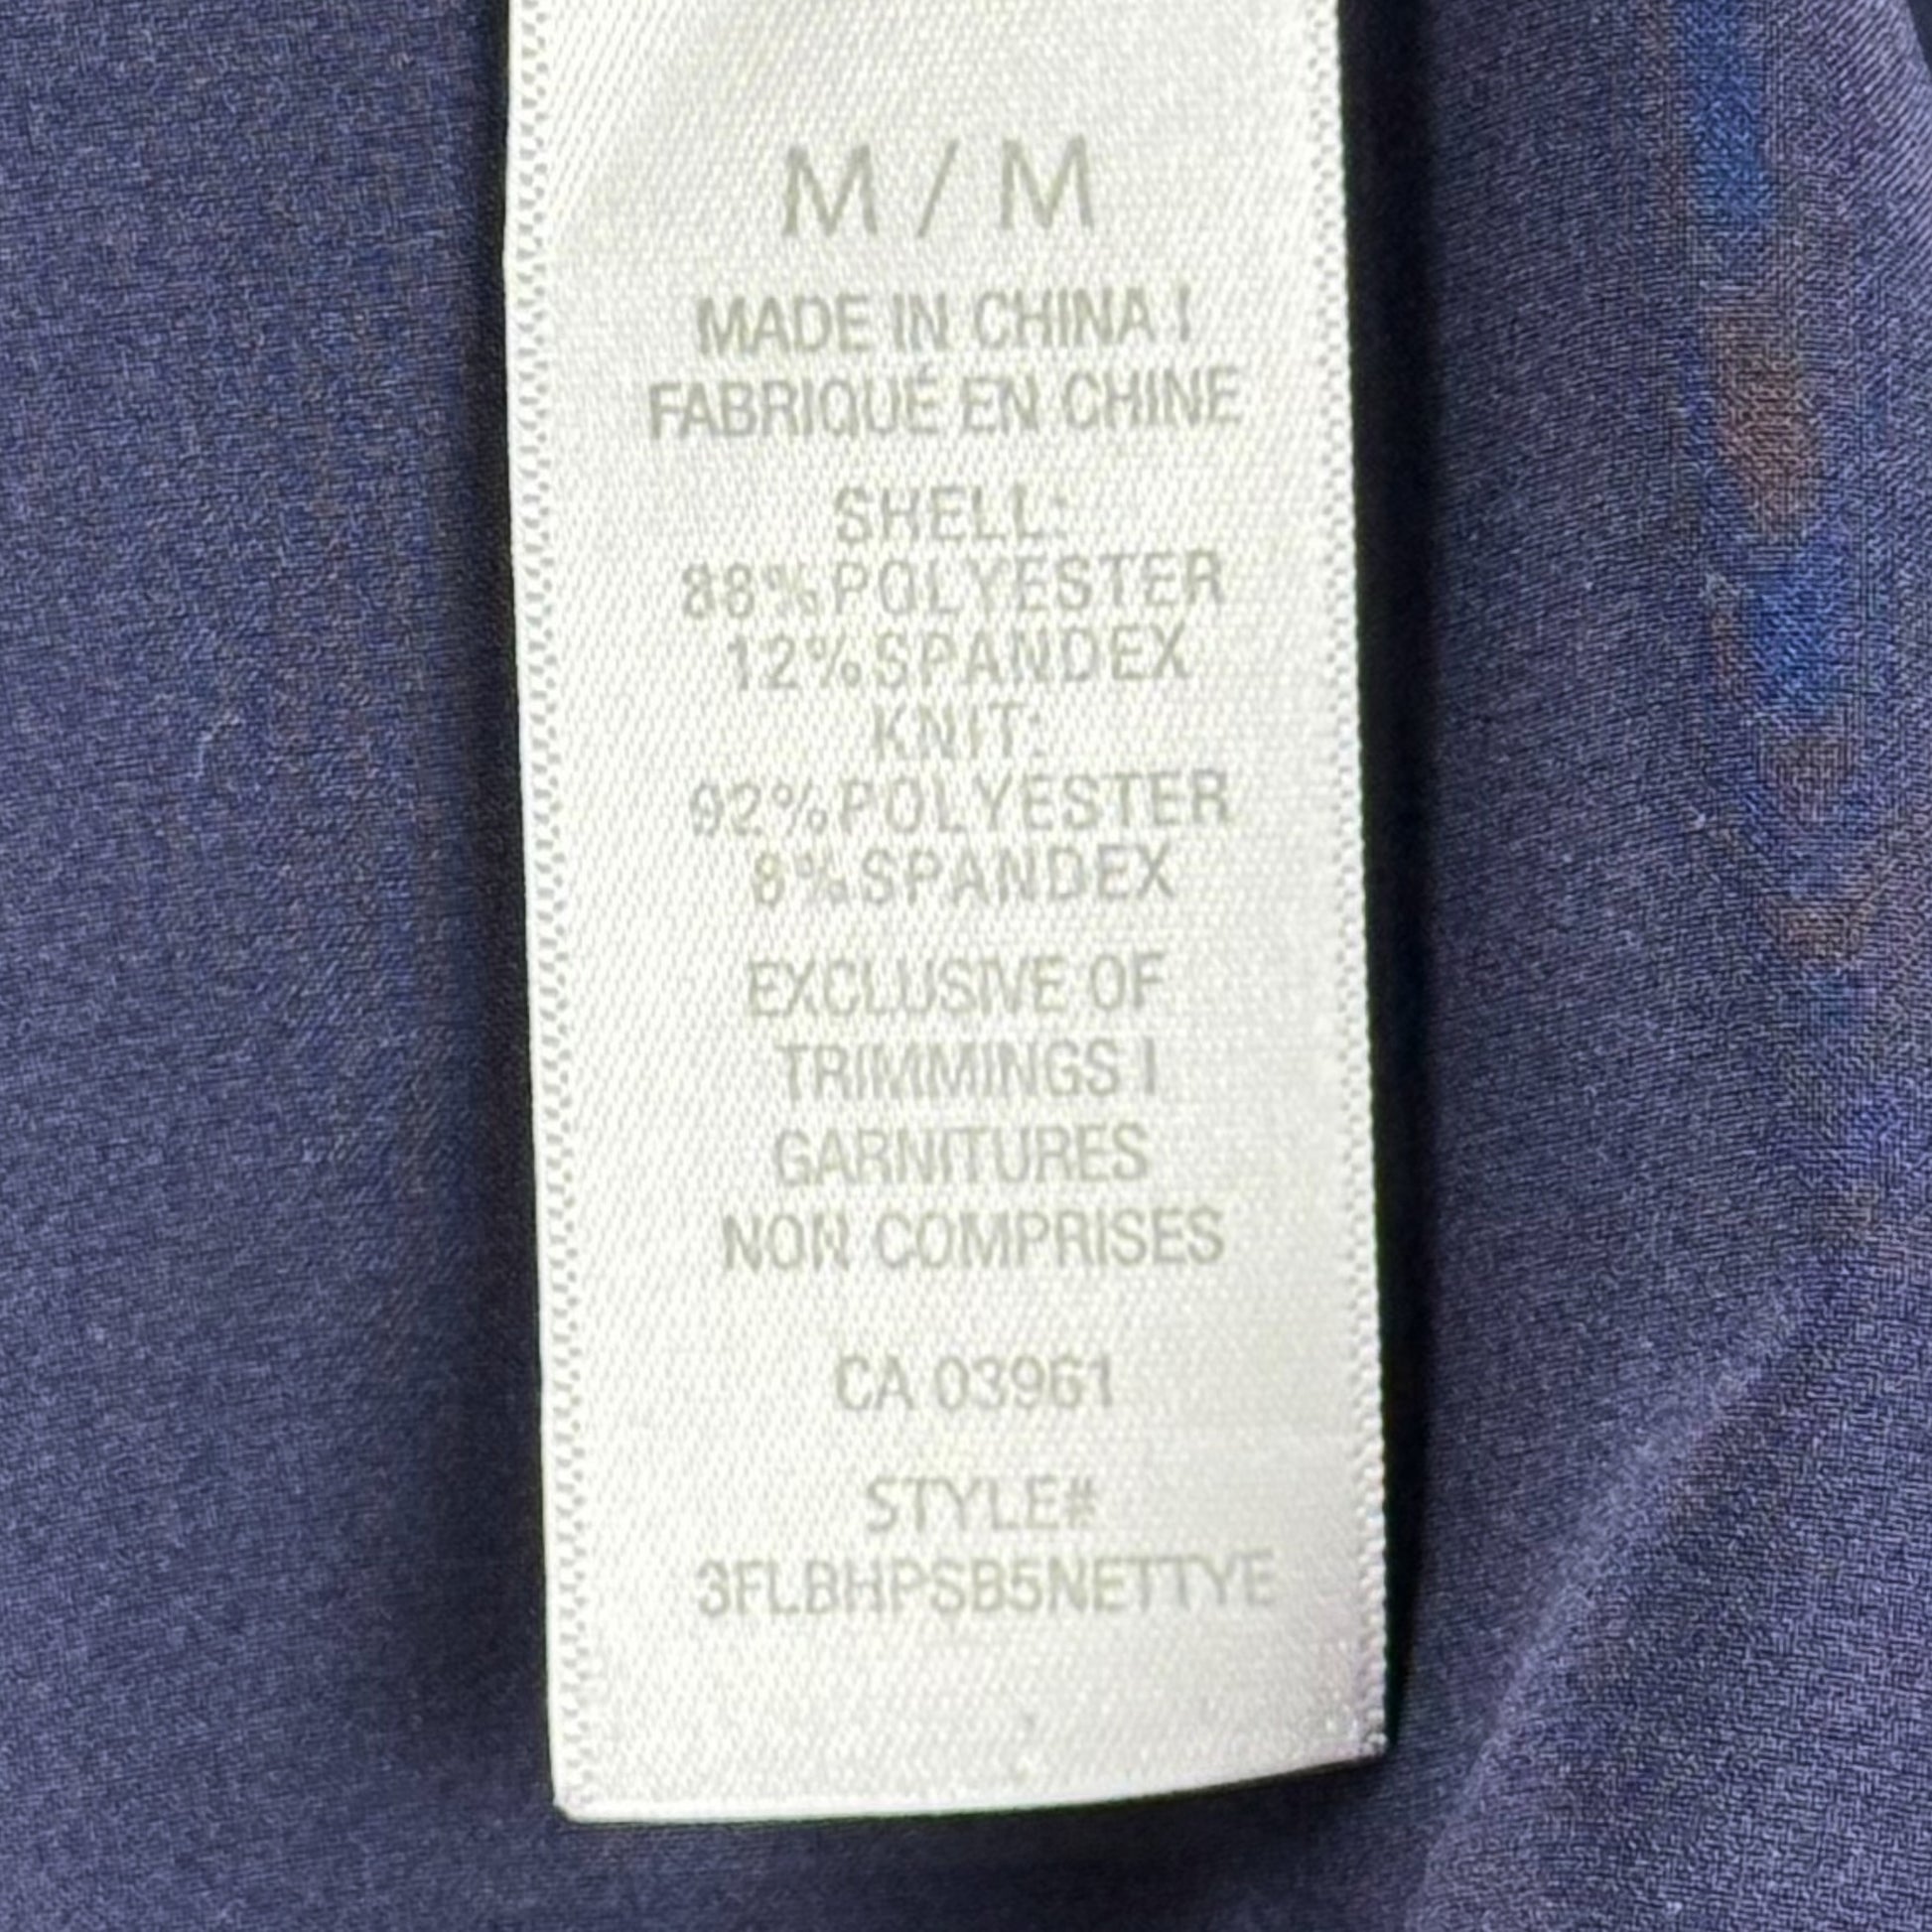 M / M
MADE IN CHINA |
FABRIQUÉ EN CHINE
SHELL:
88%POLYESTER
12%SPANDEX
KNIT:
92%POLYESTER
8%SPANDEX
EXCLUSIVE OF
TRIMMINGS |
GARNITURES
NON COMPRISES
CA 03961
STYLE#
3FLBHPSB5NETTYE